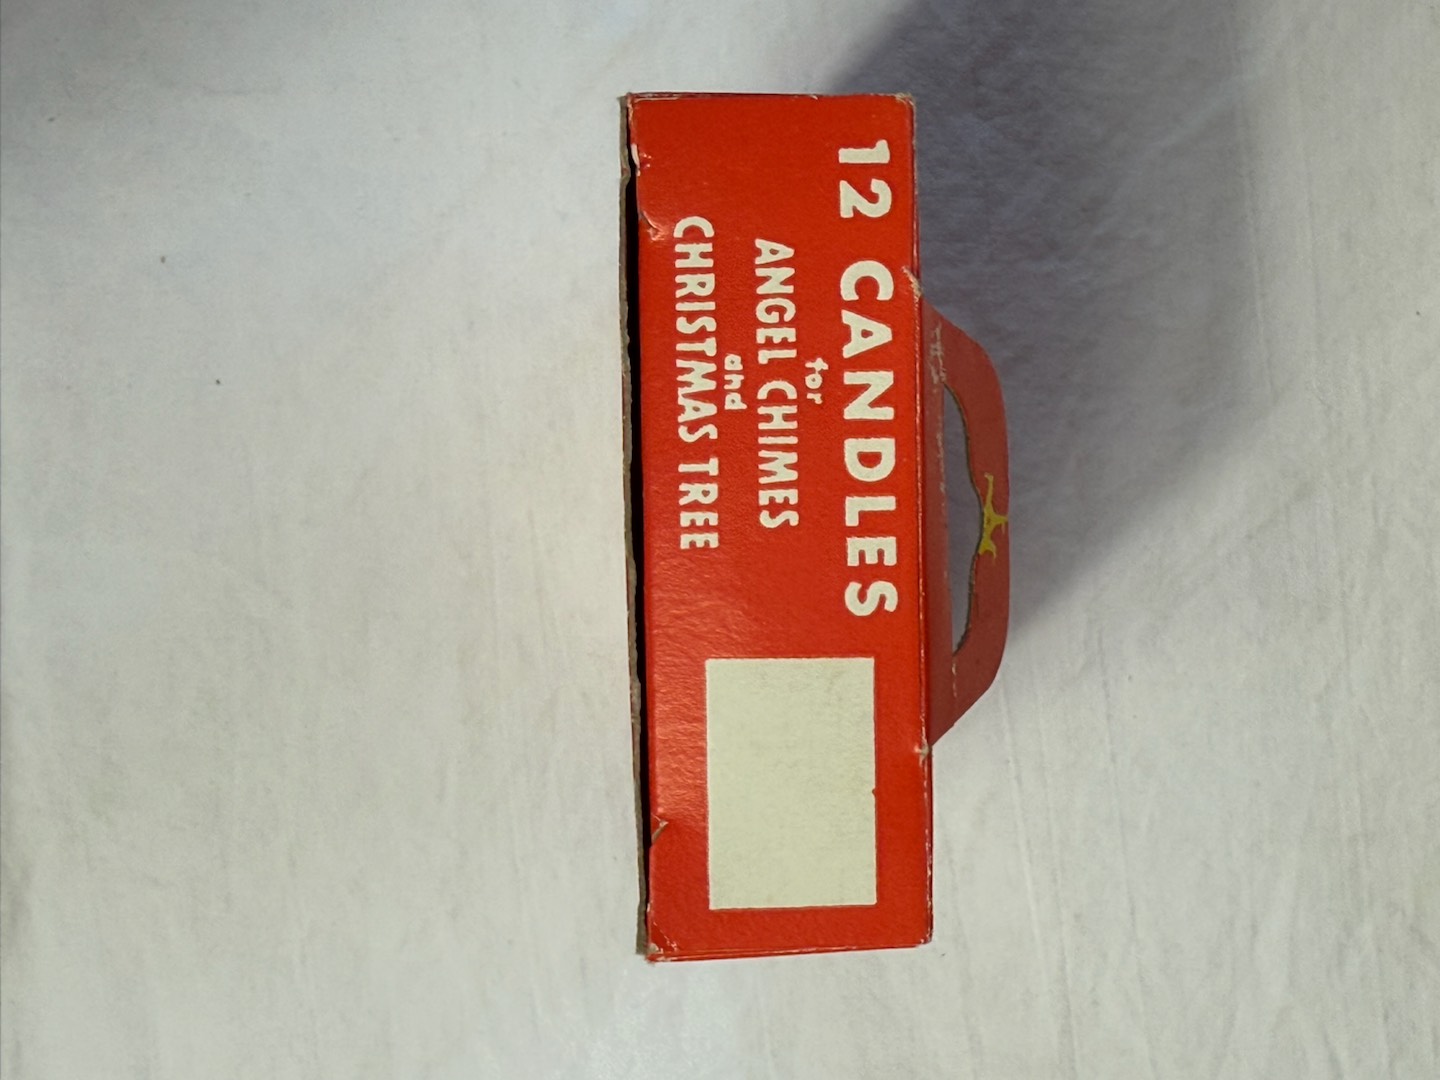 12 CANDLES
for
ANGEL CHIMES
and
CHRISTMAS TREE